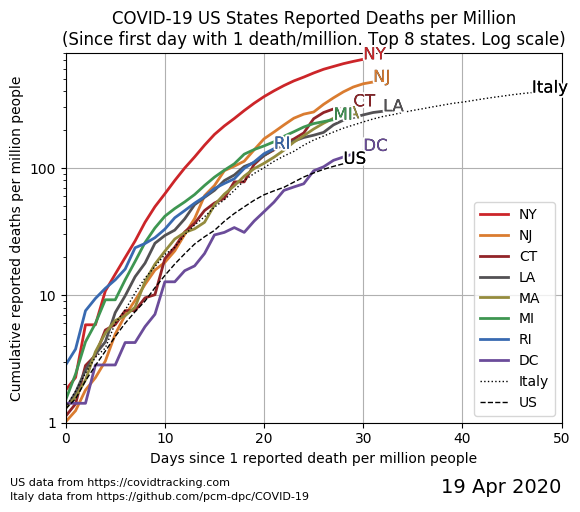 COVID-19 US States Reported Deaths per Million
(Since first day with 1 death/million. Top 8 states. Log scale)
Cumulative reported deaths per million people
100
10
1
NY
NJ
CT
LA
MI
RI
DC
US
Italy
NY
NJ
CT
LA
MA
MI
RI
DC
Italy
US
0 10 20 30 40 50
Days since 1 reported death per million people
US data from https://covidtracking.com
Italy data from https://github.com/pcm-dpc/COVID-19
19 Apr 2020